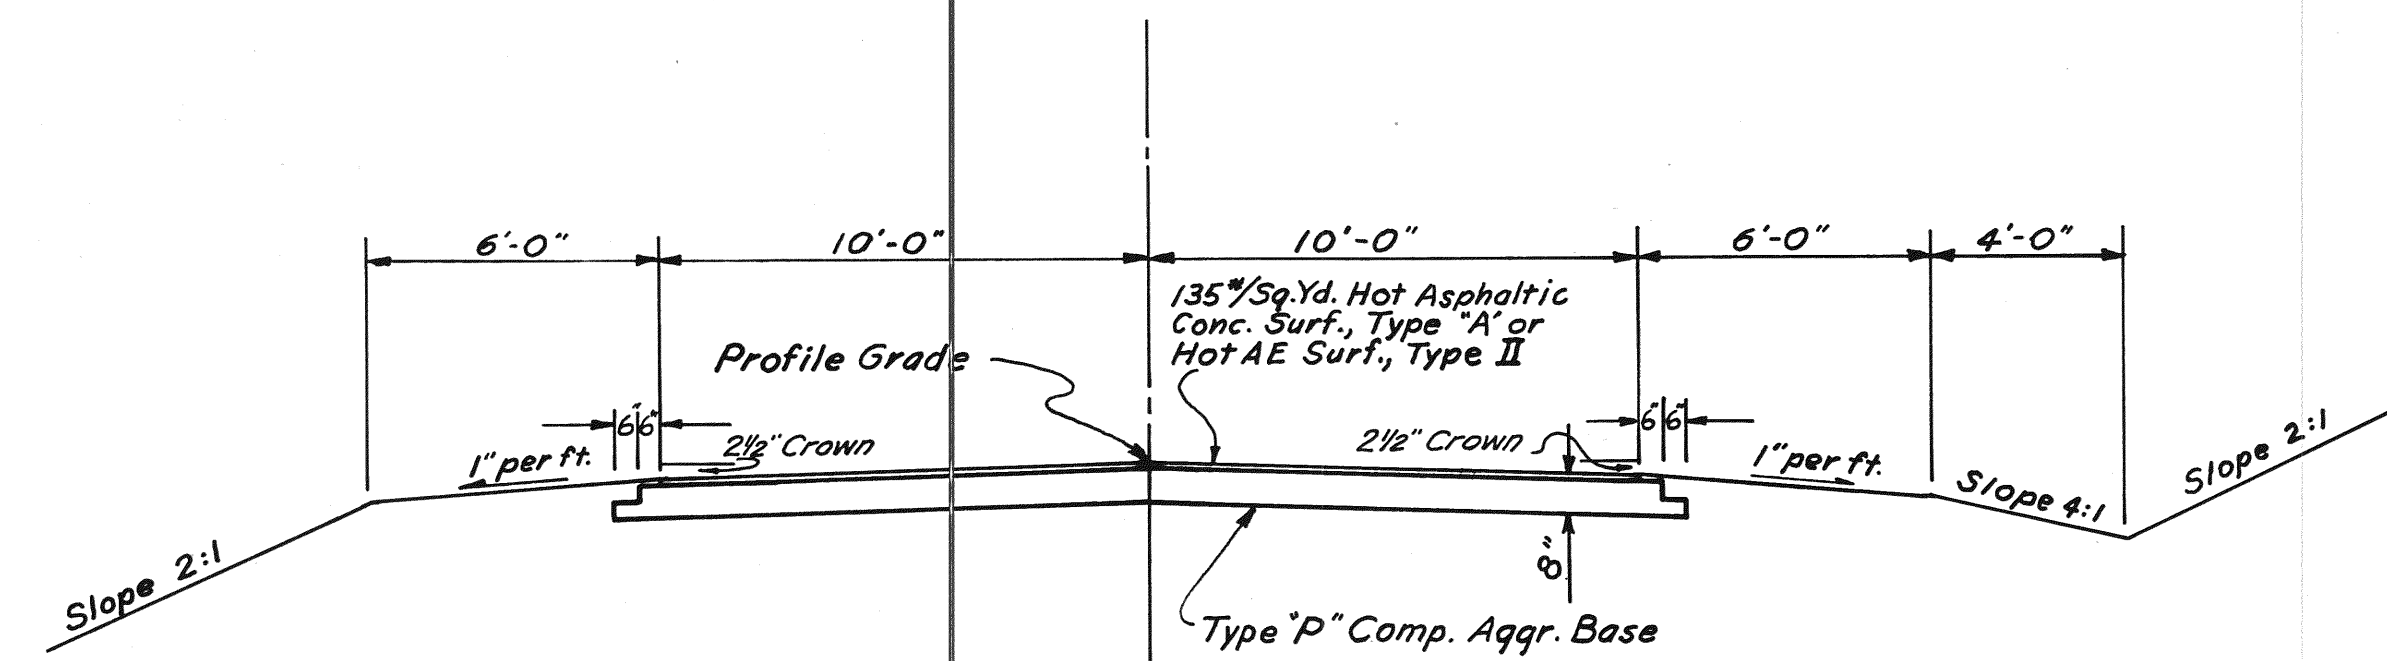 6'-0" 10'-0" 10'-0" 6'-0" 4'-0"
135#/Sq.Yd. Hot Asphaltic
Conc. Surf., Type "A" or
Hot AE Surf., Type II
Profile Grade
6" 6"
6" 6"
2½" Crown
2½" Crown
1" per ft.
1" per ft.
Slope 4:1
Slope 2:1
Slope 2:1
8"
Type "P" Comp. Aggr. Base